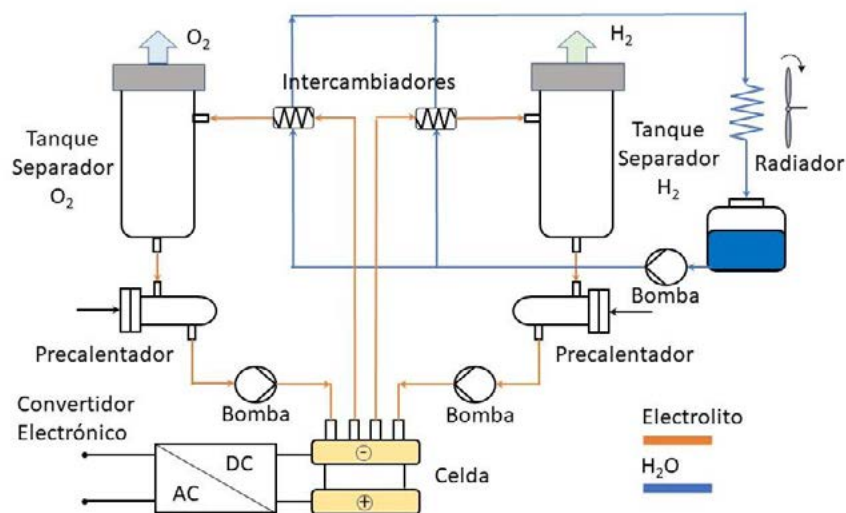 O₂
H₂
Intercambiadores
Tanque
Separador
O₂
Tanque
Separador
H₂
Radiador
Bomba
Precalentador
Precalentador
Bomba
Bomba
Convertidor
Electrónico
DC
AC
-
+
Celda
Electrolito
H₂O